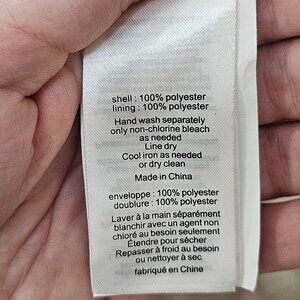 shell : 100% polyester
lining : 100% polyester
Hand wash separately
only non-chlorine bleach
as needed
Line dry
Cool iron as needed
or dry clean
Made in China
enveloppe : 100% polyester
doublure : 100% polyester
Laver à la main séparément
blanchir avec un agent non
chloré au besoin seulement
Étendre pour sécher
Repasser à froid au besoin
ou nettoyer à sec
fabriqué en Chine